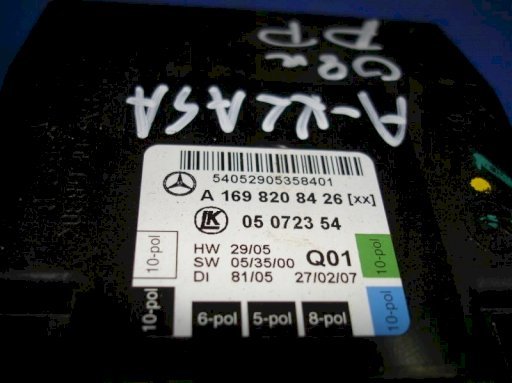 A-KLASA
54052905358401
A 169 820 84 26 [xx]
LK 05 0723 54
HW 29/05
SW 05/35/00 Q01
DI 81/05 27/02/07
10-pol
10-pol
10-pol
6-pol 5-pol 8-pol
10-pol